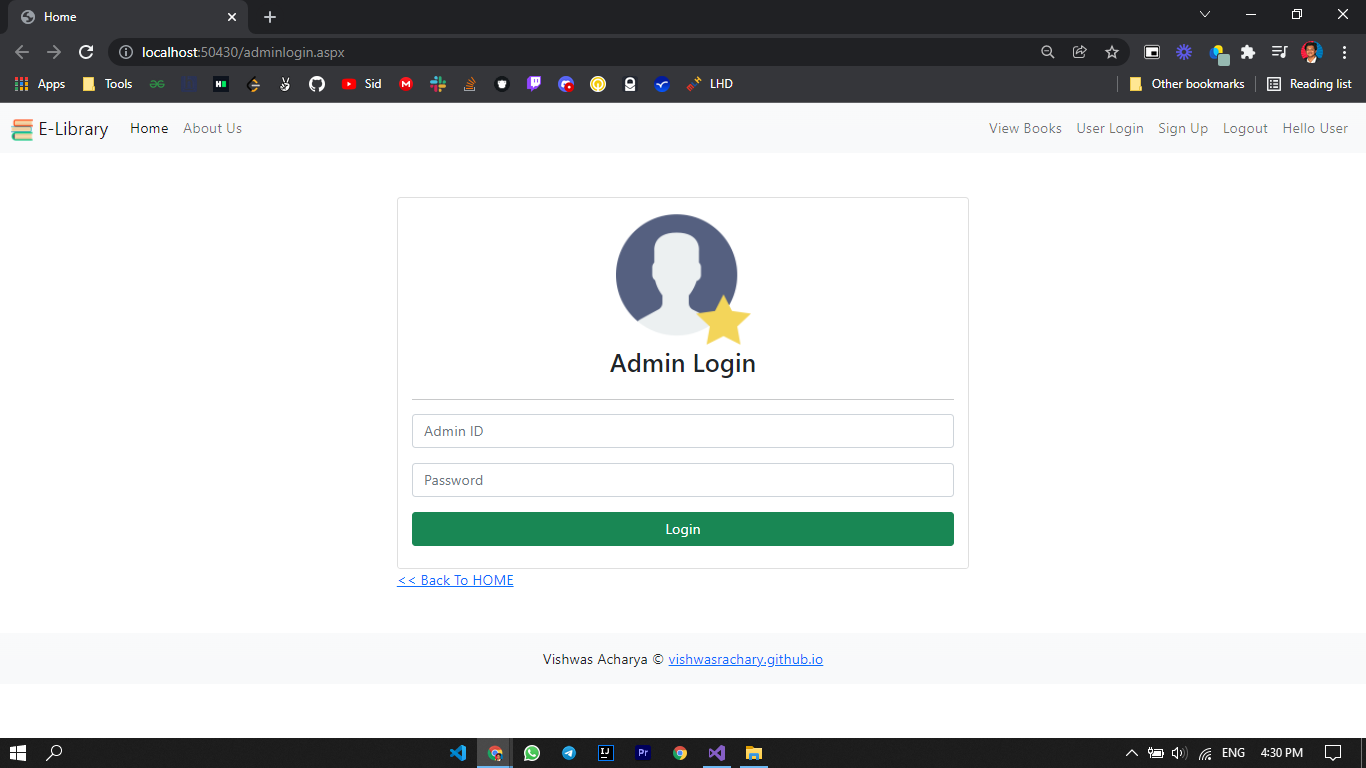 Home
localhost:50430/adminlogin.aspx
Apps Tools Sid LHD Other bookmarks Reading list
E-Library Home About Us View Books User Login Sign Up Logout Hello User
Admin Login
Admin ID
Password
Login
<< Back To HOME
Vishwas Acharya © vishwasrachary.github.io
IJ Pr ENG 4:30 PM